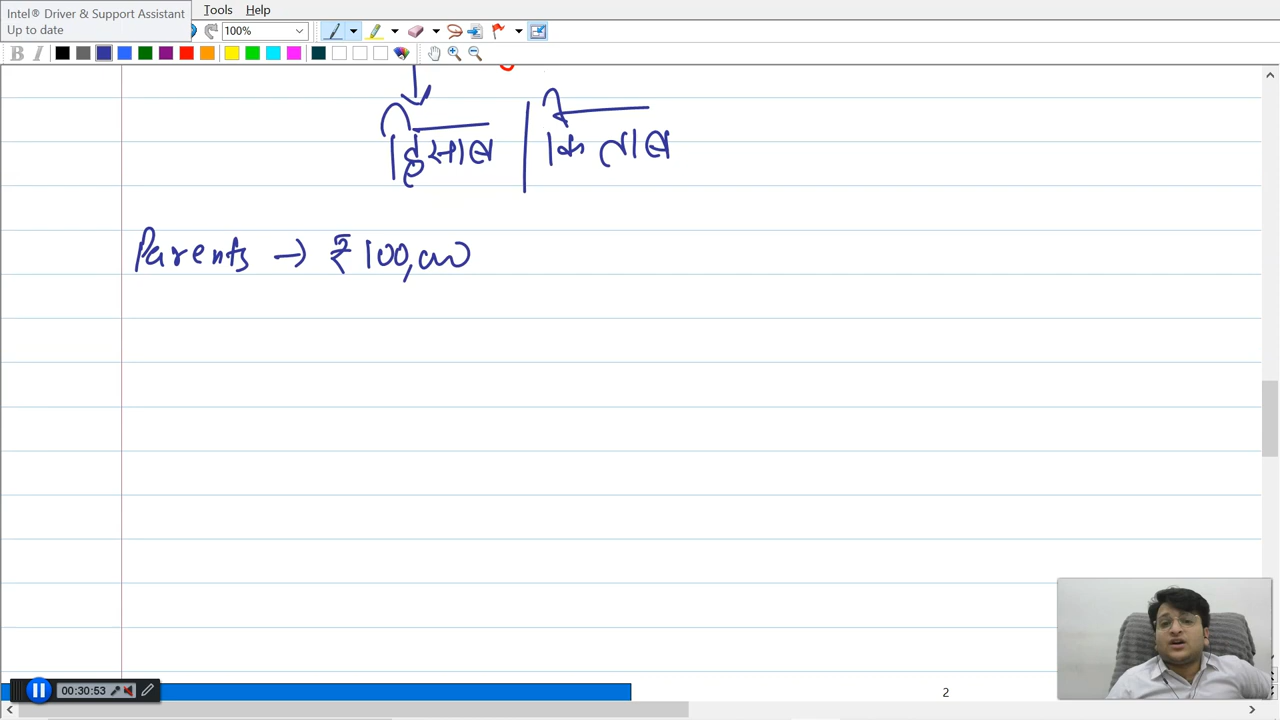 Intel® Driver & Support Assistant
Up to date
Tools Help
100%
B I
हिसाब | किताब
Parents → ₹ 100,000
00:30:53
2